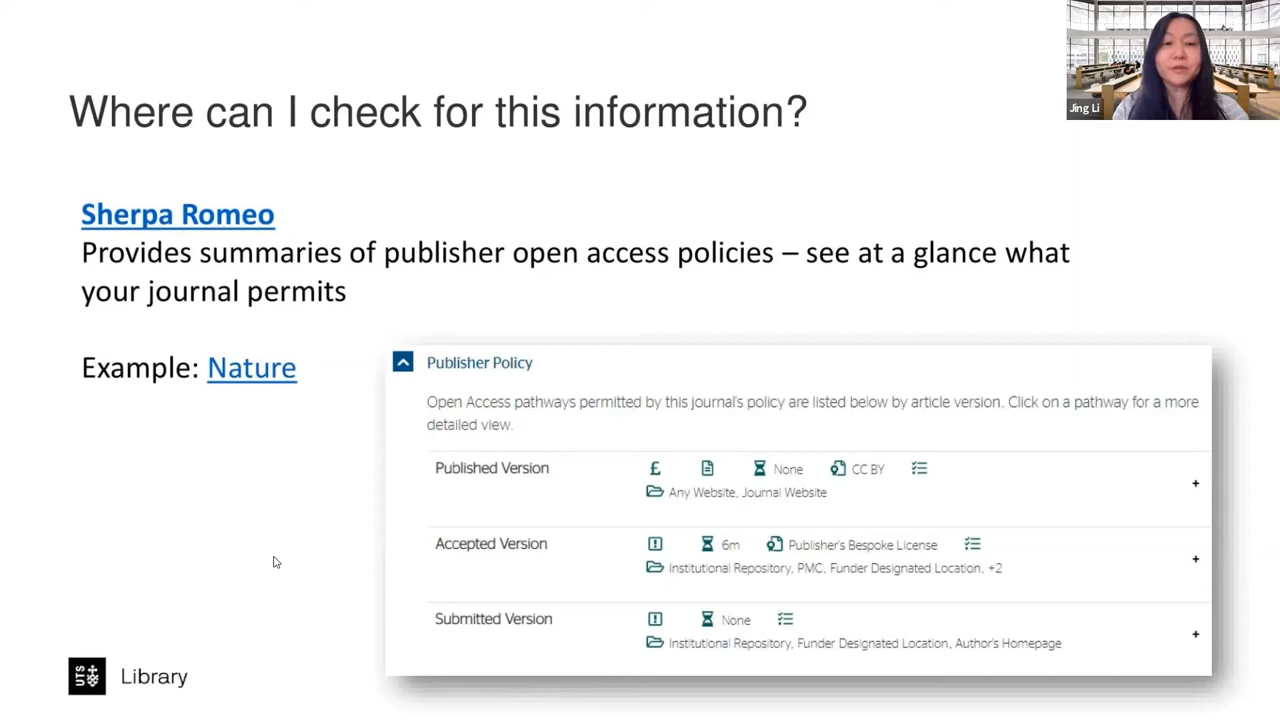 Jing Li
Where can I check for this information?
Sherpa Romeo
Provides summaries of publisher open access policies – see at a glance what
your journal permits
Example: Nature
Publisher Policy
Open Access pathways permitted by this journal's policy are listed below by article version. Click on a pathway for a more
detailed view.
Published Version
£ None CC BY
Any Website, Journal Website
+
Accepted Version
6m Publisher's Bespoke License
Institutional Repository, PMC, Funder Designated Location, +2
+
Submitted Version
None
Institutional Repository, Funder Designated Location, Author's Homepage
+
UTS Library